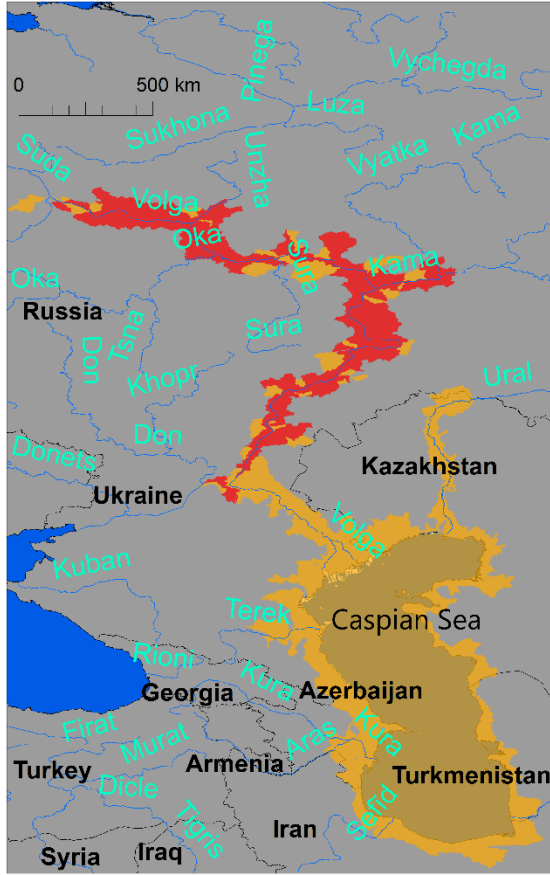 Pinega
Vychegda
0 500 km
Luza
Kama
Sukhona
Unzha
Vyatka
Suda
Volga
Oka
Sura
Kama
Oka
Russia
Tsna
Don
Sura
Khopr
Ural
Don
Donets
Kazakhstan
Ukraine
Volga
Kuban
Terek
Caspian Sea
Rioni
Kura
Georgia
Azerbaijan
Kura
Firat
Murat
Aras
Armenia
Turkey
Turkmenistan
Dicle
Tigris
Sefid
Iran
Syria
Iraq